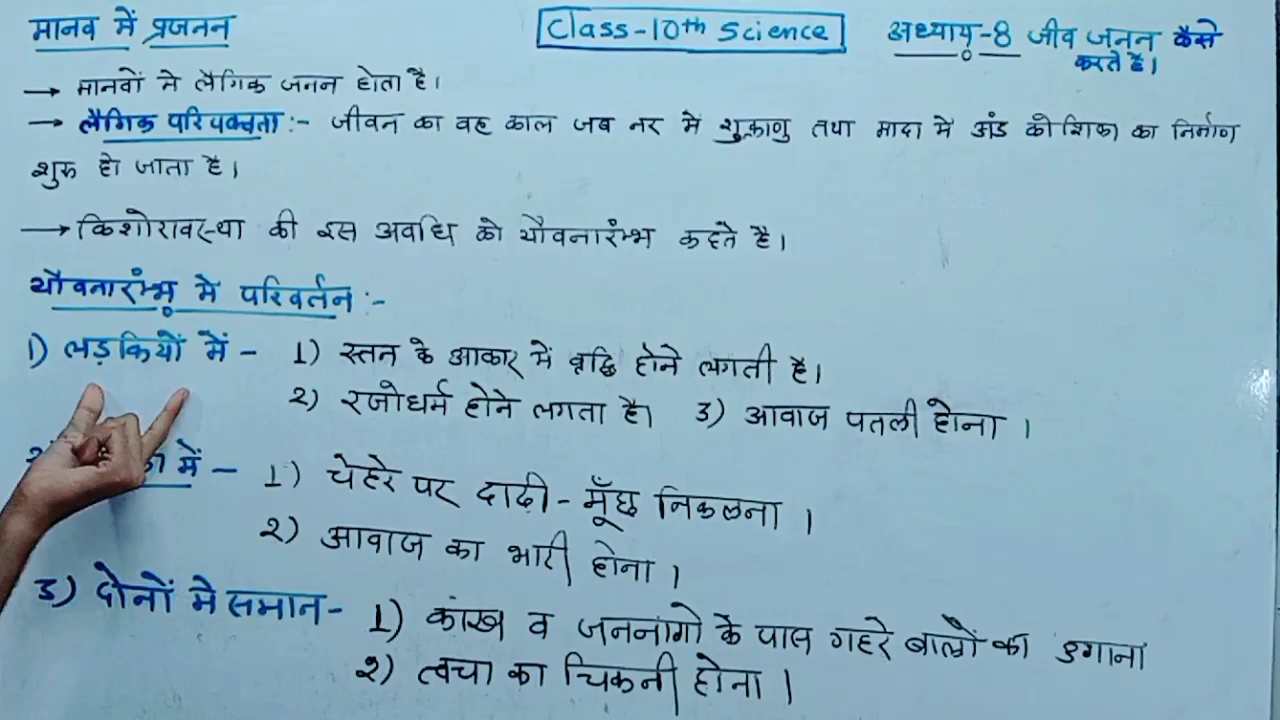 मानव में प्रजनन
Class-10th Science
अध्याय-8 जीव जनन कैसे
करते है।
→ मानवों मे लैगिक जनन होता है।
→ लैगिक परिपक्वता:- जीवन का वह काल जब नर मे शुक्राणु तथा मादा मे अंड कोशिका का निर्माण
शुरु हो जाता है।
→ किशोरावस्था की इस अवधि को यौवनारंम्भ कहते है।
यौवनारंम्भ मे परिवर्तन:-
1) लड़कियों में - 1) स्तन के आकार में वृद्धि होने लगती है।
2) रजोधर्म होने लगता है। 3) आवाज पतली होना ।
में - 1) चेहरे पर दाढ़ी - मूँछ निकलना ।
2) आवाज का भारी होना ।
3) दोनों मे समान- 1) कांख व जननांगो के पास गहरे बालों का उगाना
2) त्वचा का चिकनी होना ।